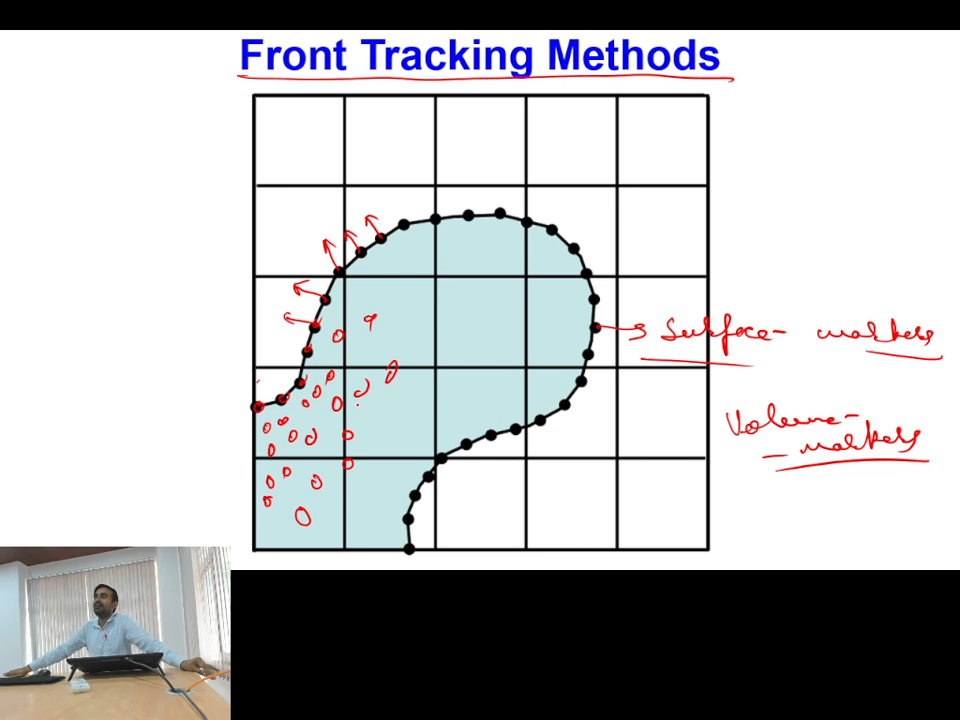 Front Tracking Methods
Surface- markers
Volume-
- markers